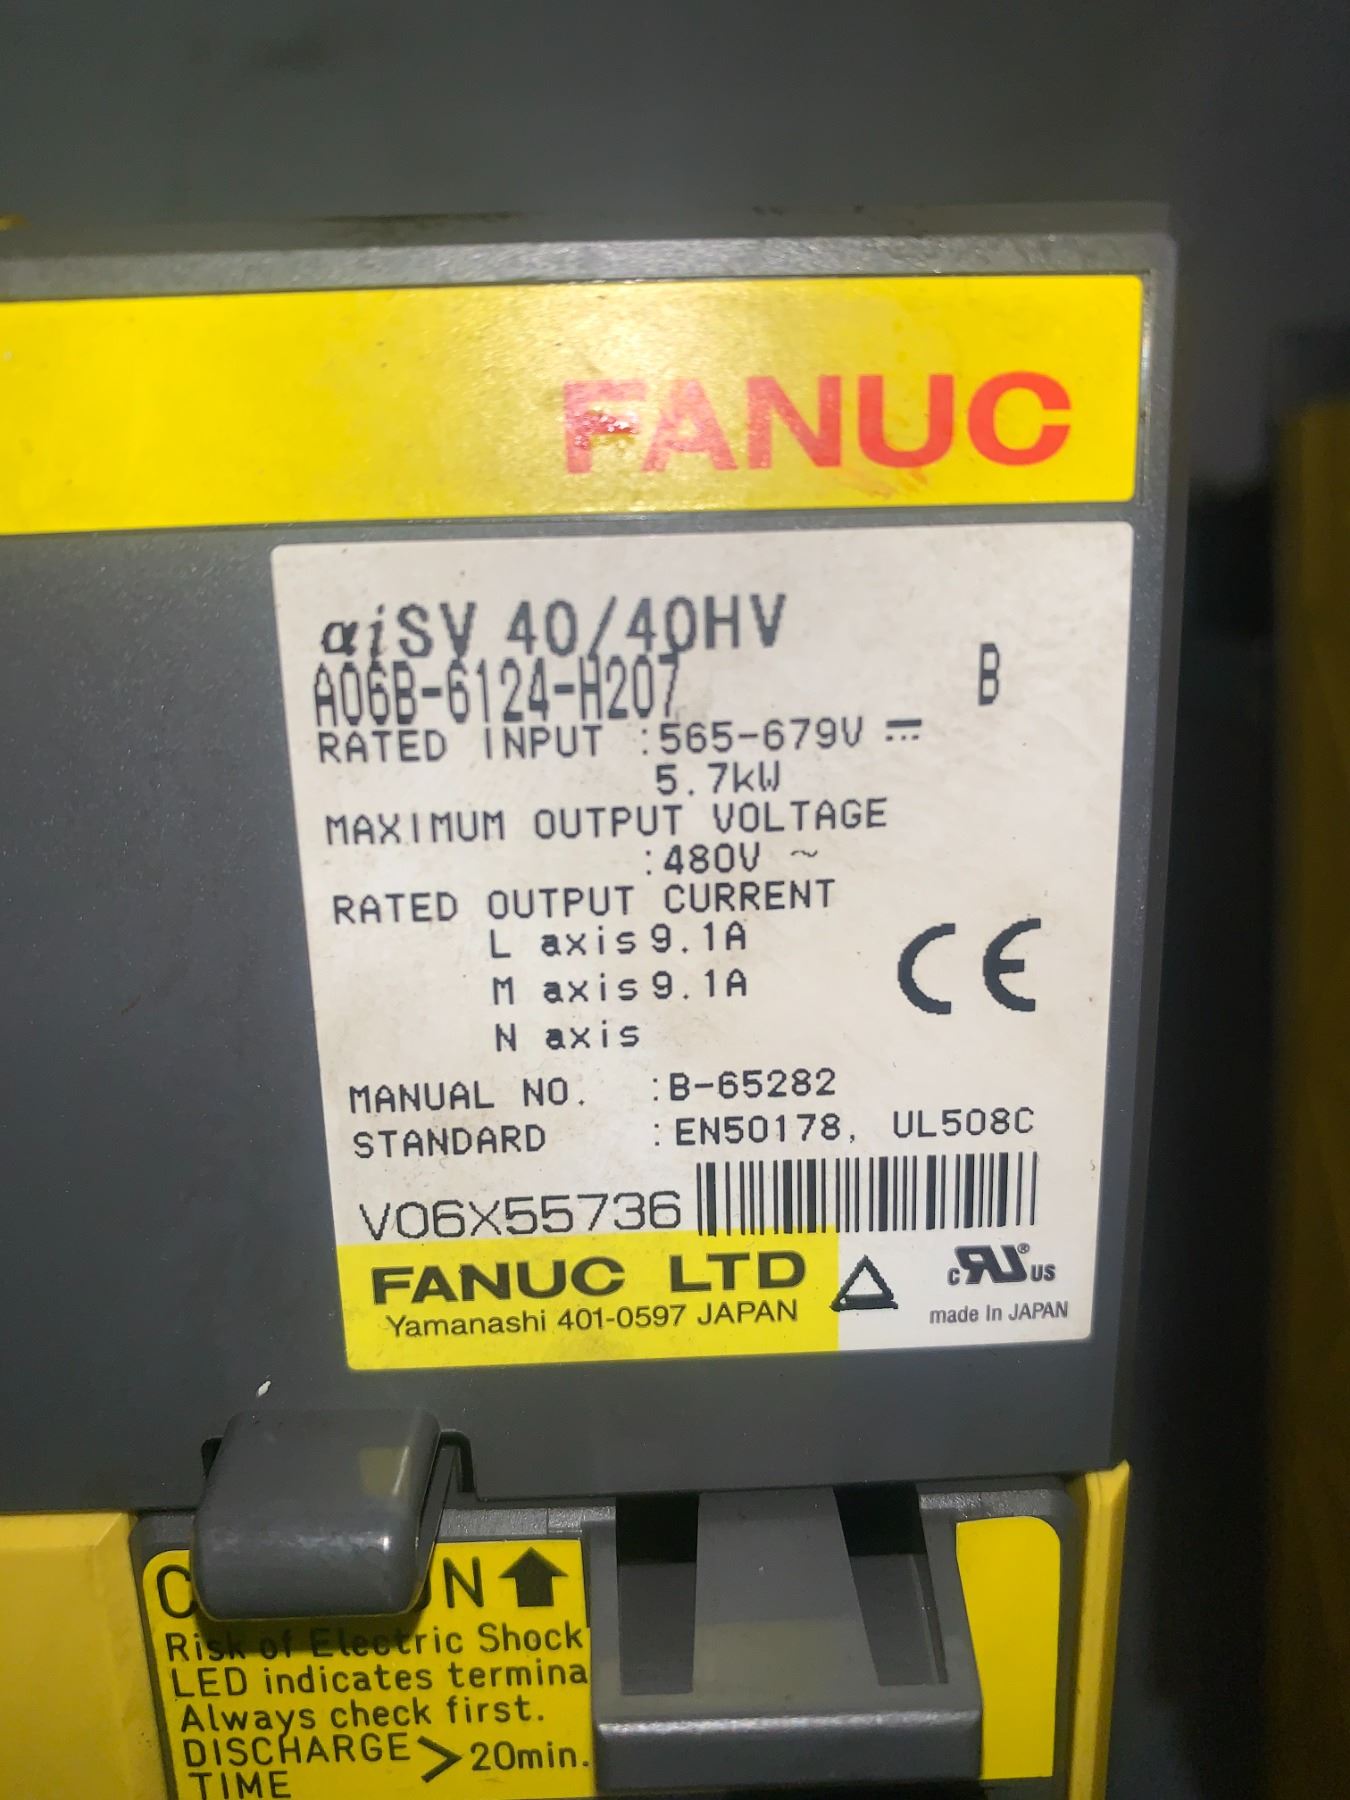 FANUC
αiSV 40/40HV
A06B-6124-H207 B
RATED INPUT :565-679V
5.7kW
MAXIMUM OUTPUT VOLTAGE
:480V ~
RATED OUTPUT CURRENT
L axis 9.1A
M axis 9.1A
N axis
CE
MANUAL NO. :B-65282
STANDARD :EN50178, UL508C
V06X55736
FANUC LTD
Yamanashi 401-0597 JAPAN
c RU ® US
made in JAPAN
Risk of Electric Shock
LED indicates termina
Always check first.
DISCHARGE > 20min.
TIME